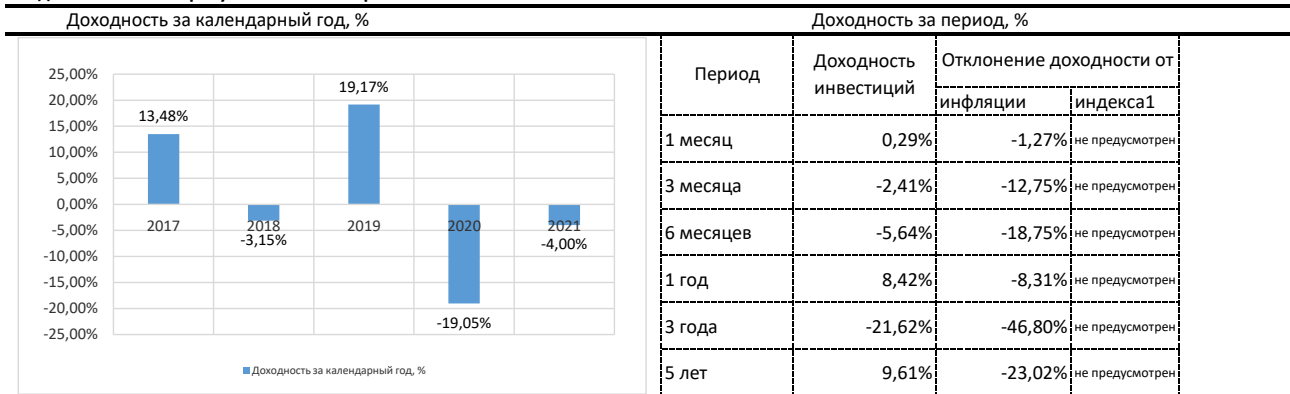 Доходность за календарный год, % Доходность за период, %
25,00%
20,00%
15,00%
10,00%
5,00%
0,00%
-5,00%
-10,00%
-15,00%
-20,00%
-25,00%
13,48%
-3,15%
19,17%
-19,05%
-4,00%
2017 2018 2019 2020 2021
Доходность за календарный год, %
Период Доходность инвестиций Отклонение доходности от
инфляции индекса1
1 месяц 0,29% -1,27% не предусмотрен
3 месяца -2,41% -12,75% не предусмотрен
6 месяцев -5,64% -18,75% не предусмотрен
1 год 8,42% -8,31% не предусмотрен
3 года -21,62% -46,80% не предусмотрен
5 лет 9,61% -23,02% не предусмотрен